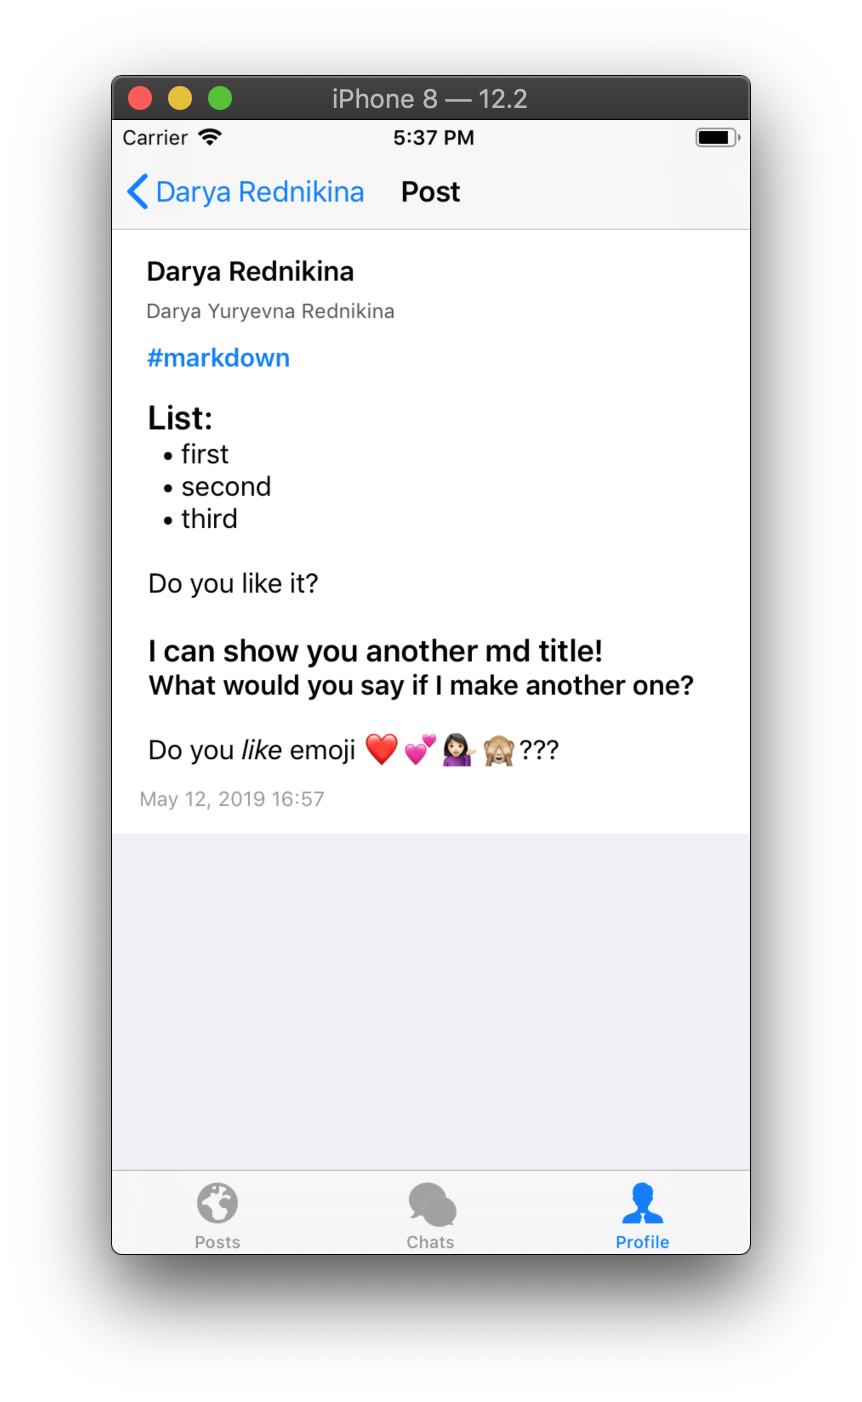 iPhone 8 — 12.2
Carrier 5:37 PM
Darya Rednikina Post
Darya Rednikina
Darya Yuryevna Rednikina
#markdown
List:
• first
• second
• third
Do you like it?
I can show you another md title!
What would you say if I make another one?
Do you like emoji ❤️💕💁🏻‍♀️🙈???
May 12, 2019 16:57
Posts Chats Profile